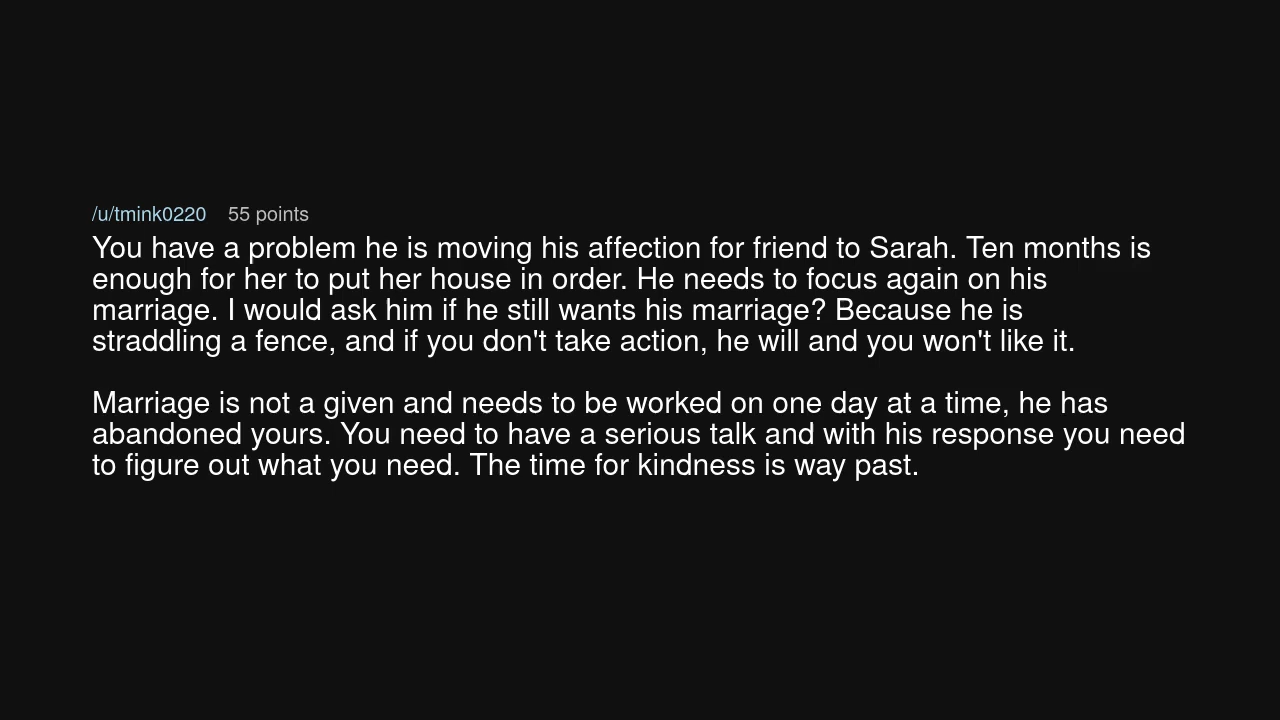 /u/tmink0220 55 points
You have a problem he is moving his affection for friend to Sarah. Ten months is
enough for her to put her house in order. He needs to focus again on his
marriage. I would ask him if he still wants his marriage? Because he is
straddling a fence, and if you don't take action, he will and you won't like it.
Marriage is not a given and needs to be worked on one day at a time, he has
abandoned yours. You need to have a serious talk and with his response you need
to figure out what you need. The time for kindness is way past.